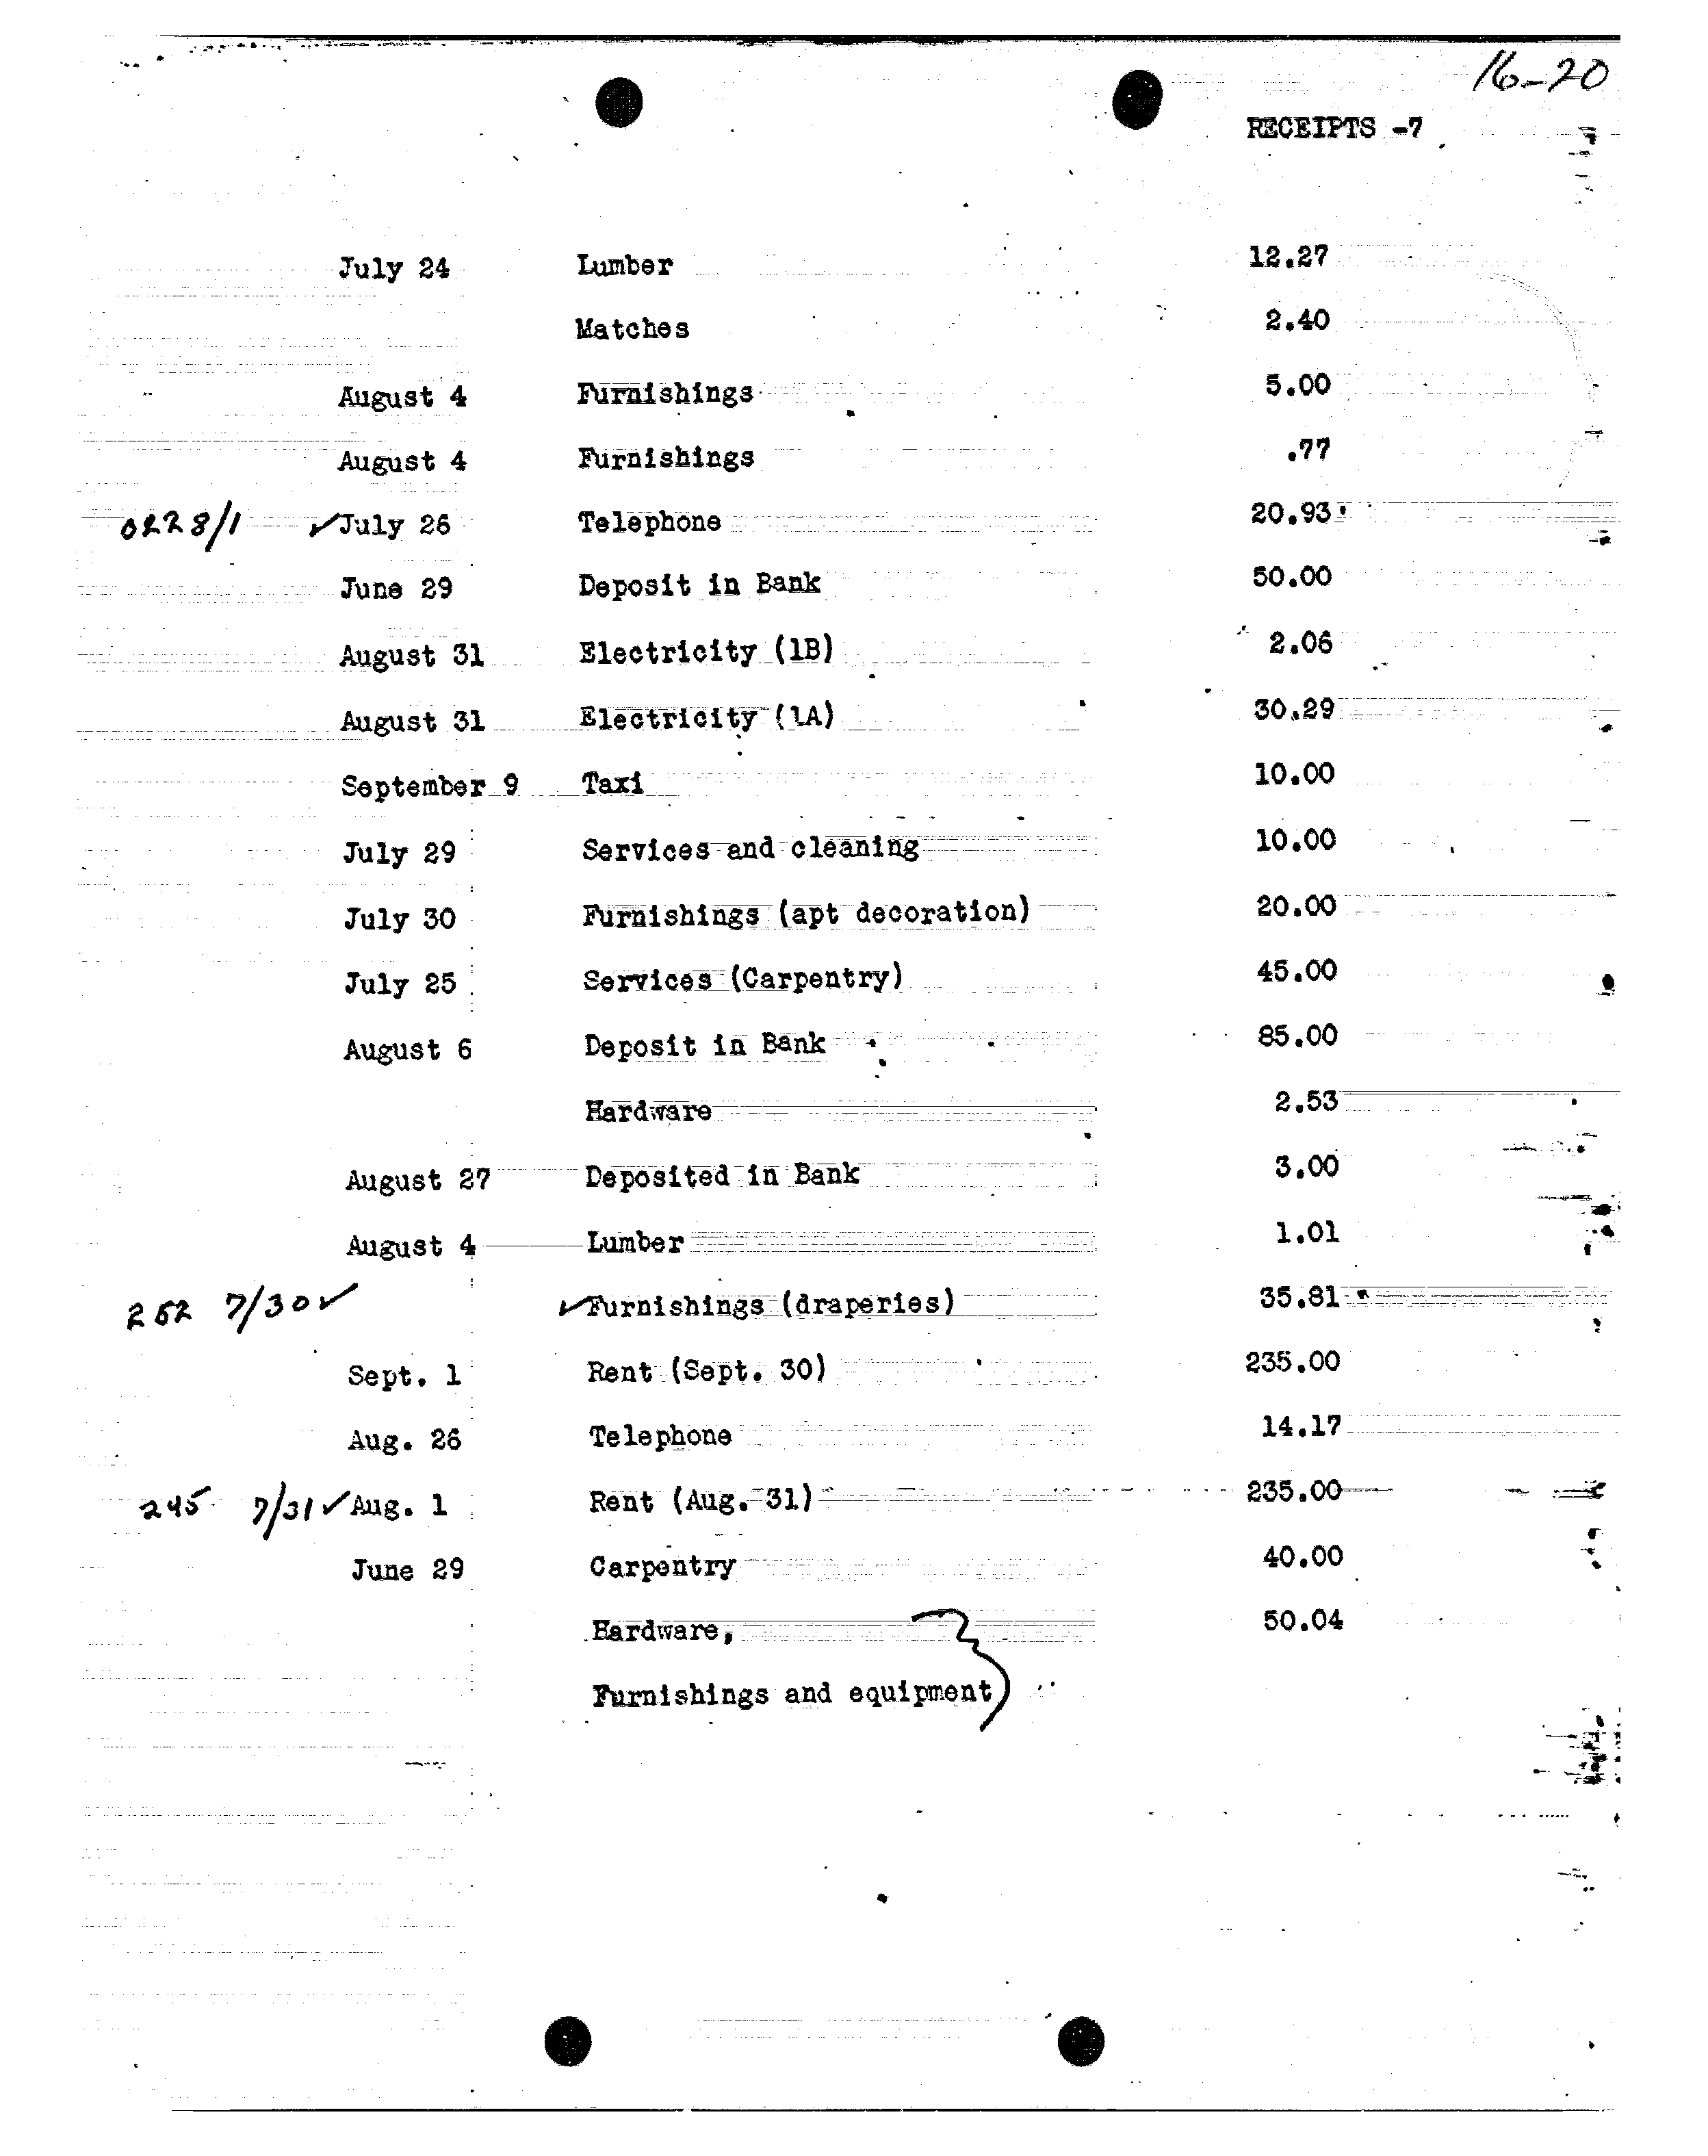 16-20
RECEIPTS -7
July 24 Lumber 12.27
Matches 2.40
August 4 Furnishings 5.00
August 4 Furnishings .77
0228/1 ✓July 26 Telephone 20.93
June 29 Deposit in Bank 50.00
August 31 Electricity (1B) 2.06
August 31 Electricity (1A) 30.29
September 9 Taxi 10.00
July 29 Services and cleaning 10.00
July 30 Furnishings (apt decoration) 20.00
July 25 Services (Carpentry) 45.00
August 6 Deposit in Bank 85.00
Hardware 2.53
August 27 Deposited in Bank 3.00
August 4 Lumber 1.01
252 7/30✓ ✓Furnishings (draperies) 35.81
Sept. 1 Rent (Sept. 30) 235.00
Aug. 26 Telephone 14.17
245 7/31✓Aug. 1 Rent (Aug. 31) 235.00
June 29 Carpentry 40.00
Hardware, 50.04
Furnishings and equipment)